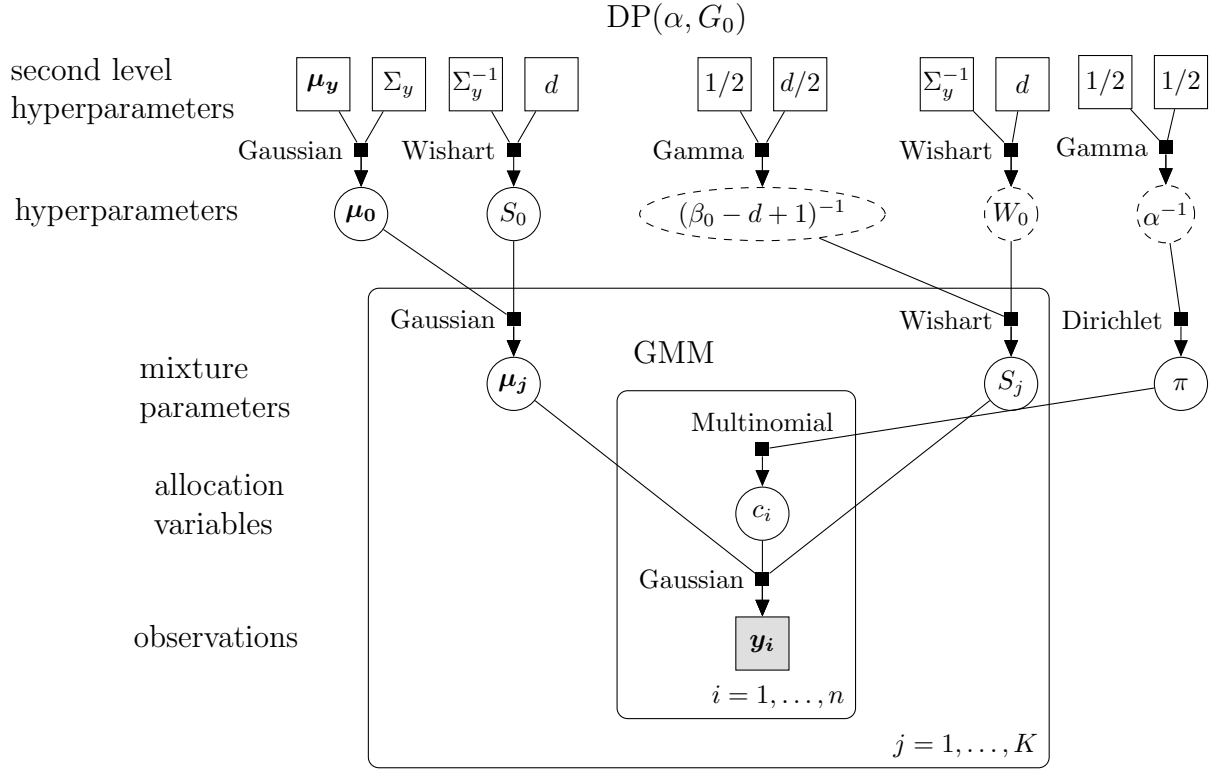 DP(α, G₀)
second level
hyperparameters
μ_y Σ_y Σ_y⁻¹ d 1/2 d/2 Σ_y⁻¹ d 1/2 1/2
Gaussian Wishart Gamma Wishart Gamma
hyperparameters
μ₀ S₀ (β₀ − d + 1)⁻¹ W₀ α⁻¹
Gaussian Wishart Dirichlet
GMM
mixture
parameters
μ_j S_j π
Multinomial
allocation
variables
c_i
Gaussian
observations
y_i
i = 1, . . . , n
j = 1, . . . , K